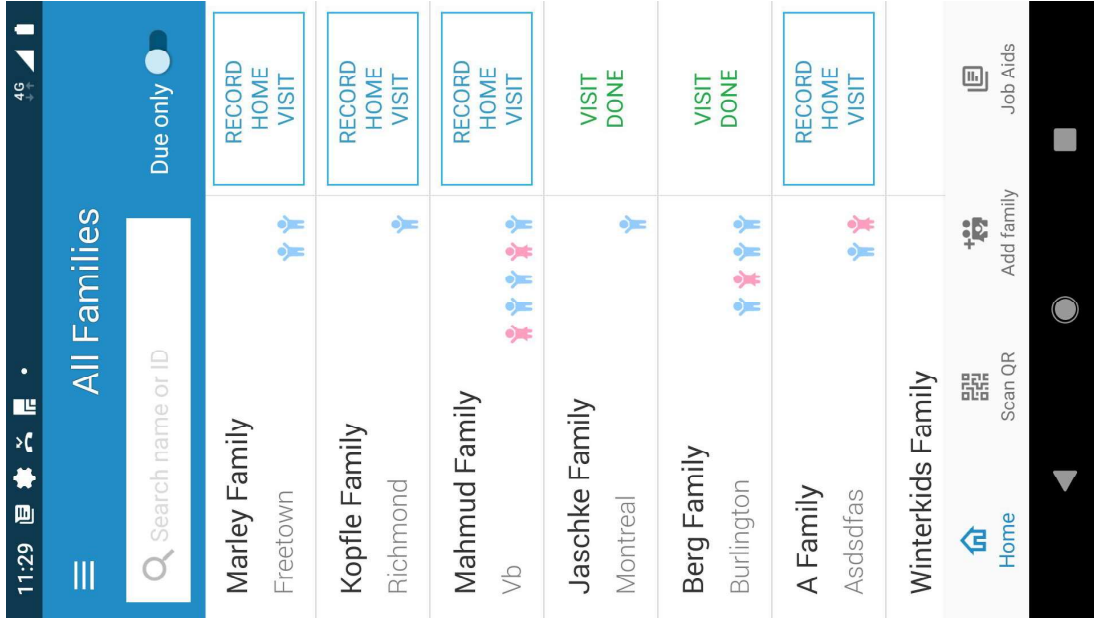 11:29
4G
All Families
Search name or ID
Due only
Marley Family
Freetown
RECORD
HOME
VISIT
Kopfle Family
Richmond
RECORD
HOME
VISIT
Mahmud Family
Vb
RECORD
HOME
VISIT
Jaschke Family
Montreal
VISIT
DONE
Berg Family
Burlington
VISIT
DONE
A Family
Asdsdfas
RECORD
HOME
VISIT
Winterkids Family
Home
Scan QR
Add family
Job Aids